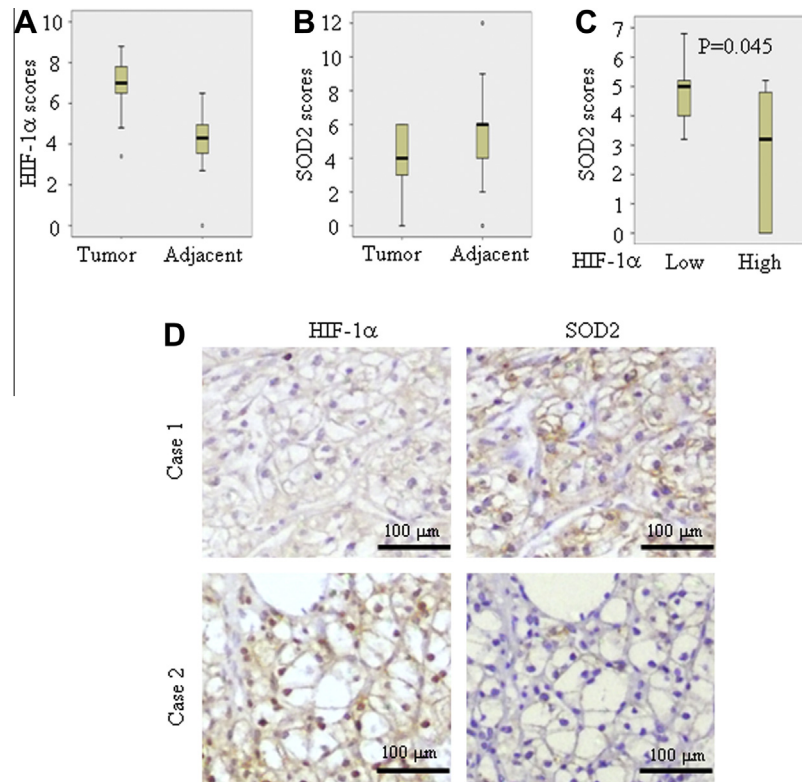 A
HIF-1α scores
10
8
6
4
2
0
Tumor Adjacent
B
SOD2 scores
12
10
8
6
4
2
0
Tumor Adjacent
C
SOD2 scores
7
6
5
4
3
2
1
0
P=0.045
HIF-1α Low High
D
HIF-1α SOD2
Case 1
100 μm
100 μm
Case 2
100 μm
100 μm